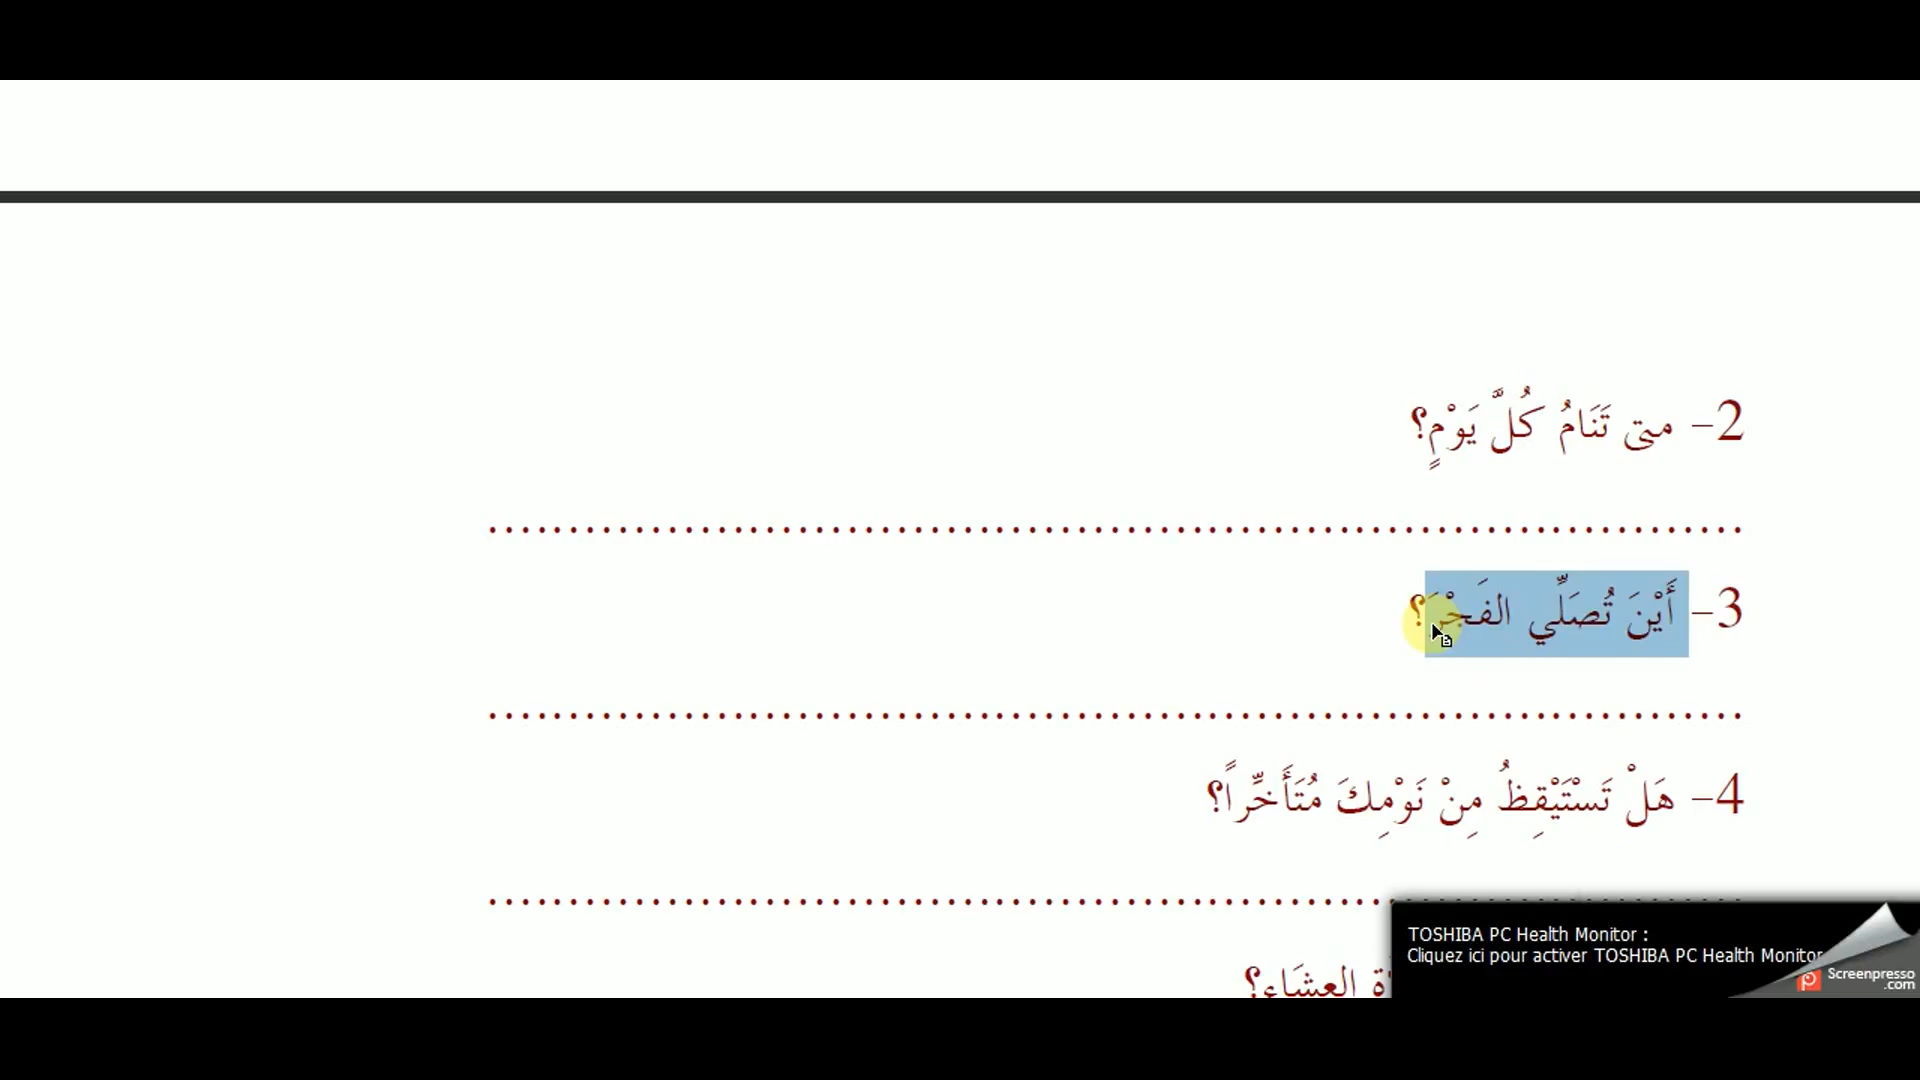 2- متى تَنَامُ كُلَّ يَوْمٍ؟
................................................................................
3- أَيْنَ تُصَلِّي الفَجْرَ؟
................................................................................
4- هَلْ تَسْتَيْقِظُ مِنْ نَوْمِكَ مُتَأَخِّراً؟
................................................................................
العِشَاءِ؟
TOSHIBA PC Health Monitor :
Cliquez ici pour activer TOSHIBA PC Health Monitor
Screenpresso
.com